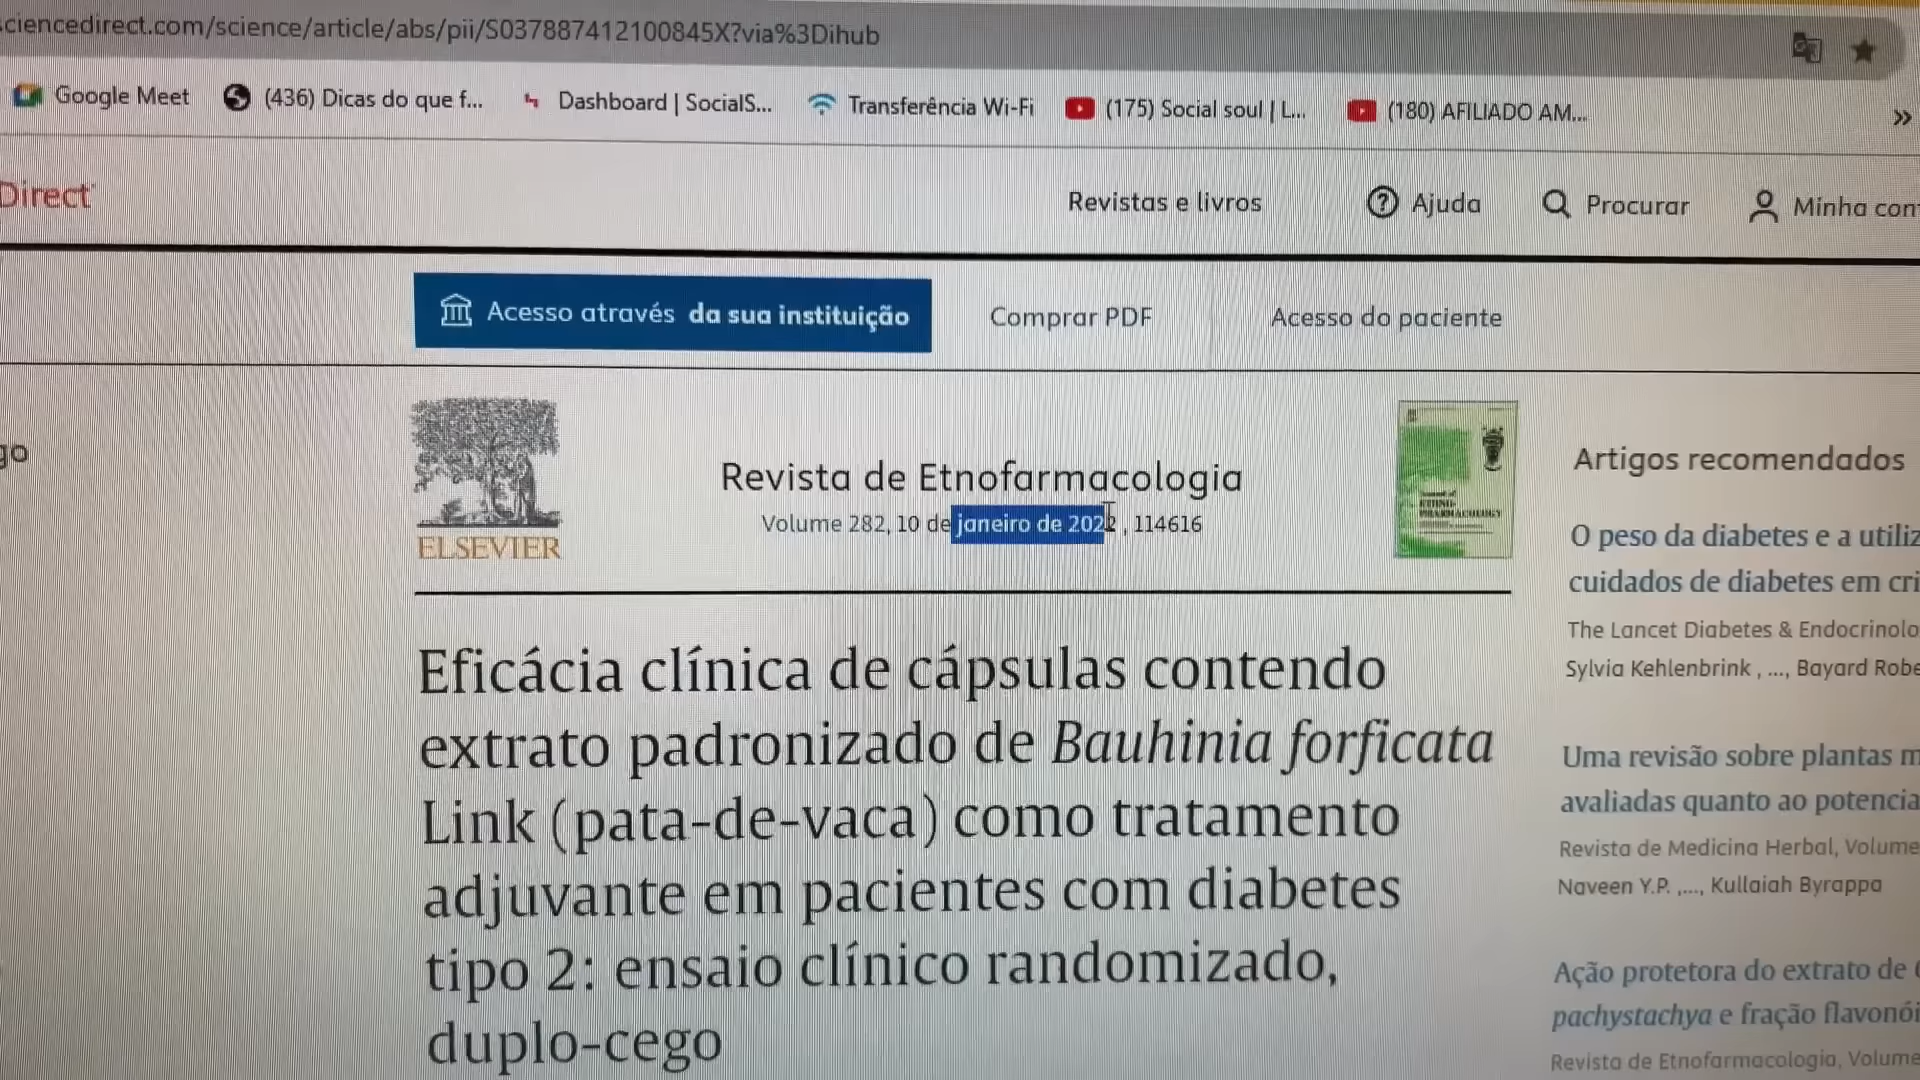 ciencedirect.com/science/article/abs/pii/S037887412100845X?via%3Dihub
Google Meet (436) Dicas do que f... Dashboard | SocialS... Transferência Wi-Fi (175) Social soul | L... (180) AFILIADO AM... »
Direct
Revistas e livros ? Ajuda Procurar Minha con
Acesso através da sua instituição Comprar PDF Acesso do paciente
go
ELSEVIER
Revista de Etnofarmacologia
Volume 282, 10 de janeiro de 2022 , 114616
ETHNO-
PHARMACOLOGY
Eficácia clínica de cápsulas contendo
extrato padronizado de Bauhinia forficata
Link (pata-de-vaca) como tratamento
adjuvante em pacientes com diabetes
tipo 2: ensaio clínico randomizado,
duplo-cego
Artigos recomendados
O peso da diabetes e a utiliz
cuidados de diabetes em cri
The Lancet Diabetes & Endocrinolo
Sylvia Kehlenbrink , ..., Bayard Robe
Uma revisão sobre plantas m
avaliadas quanto ao potencia
Revista de Medicina Herbal, Volume
Naveen Y.P. ,..., Kullaiah Byrappa
Ação protetora do extrato de
pachystachya e fração flavonói
Revista de Etnofarmacologia, Volume